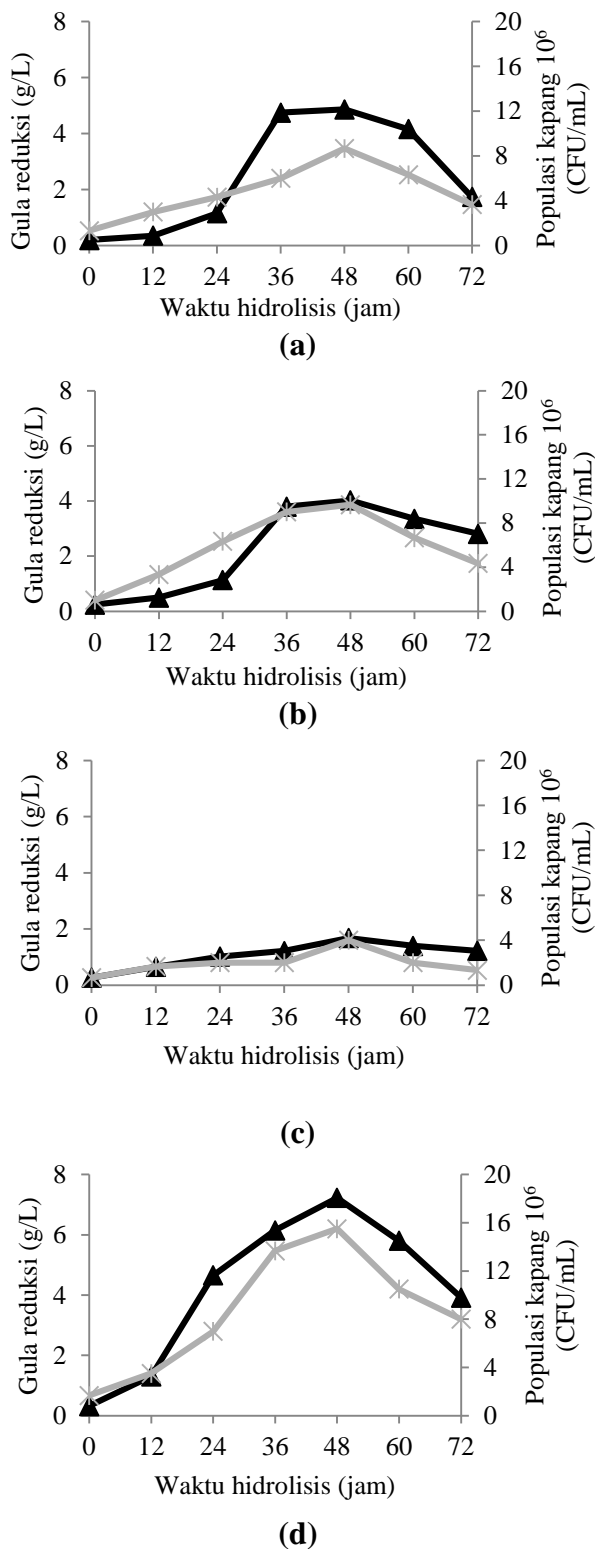 8
6
4
2
0
Gula reduksi (g/L)
20
16
12
8
4
0
Populasi kapang 10⁶
(CFU/mL)
0 12 24 36 48 60 72
Waktu hidrolisis (jam)
(a)
8
6
4
2
0
Gula reduksi (g/L)
20
16
12
8
4
0
Populasi kapang 10⁶
((CFU/mL)
0 12 24 36 48 60 72
Waktu hidrolisis (jam)
(b)
8
6
4
2
0
Gula reduksi (g/L)
20
16
12
8
4
0
Populasi kapang 10⁶
((CFU/mL)
0 12 24 36 48 60 72
Waktu hidrolisis (jam)
(c)
8
6
4
2
0
Gula reduksi (g/L)
20
16
12
8
4
0
Populasi kapang 10⁶
(CFU/mL)
0 12 24 36 48 60 72
Waktu hidrolisis (jam)
(d)